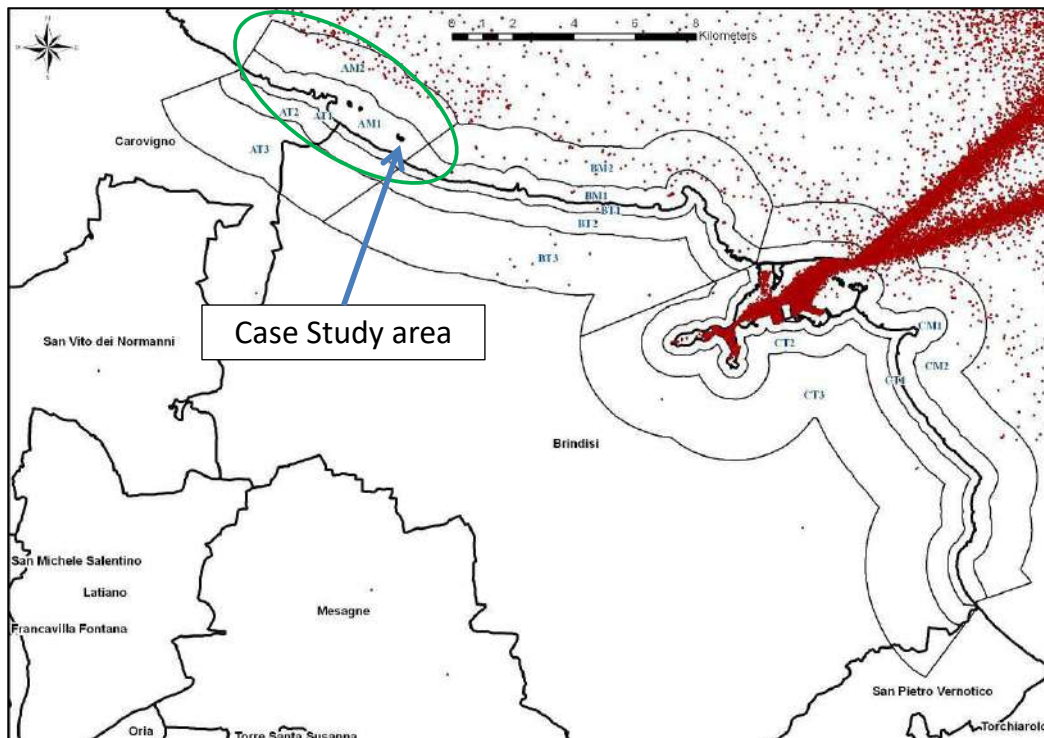 0 1 2 4 6 8
Kilometers
AM2
AT2
AT1
AM1
Carovigno
AT3
BM2
BM1
BT1
BT2
BT3
Case Study area
San Vito dei Normanni
CM1
CT2
CM2
CT1
CT3
Brindisi
San Michele Salentino
Latiano
Mesagne
Francavilla Fontana
San Pietro Vernotico
Oria
Torre Santa Susanna
Torchiarolo